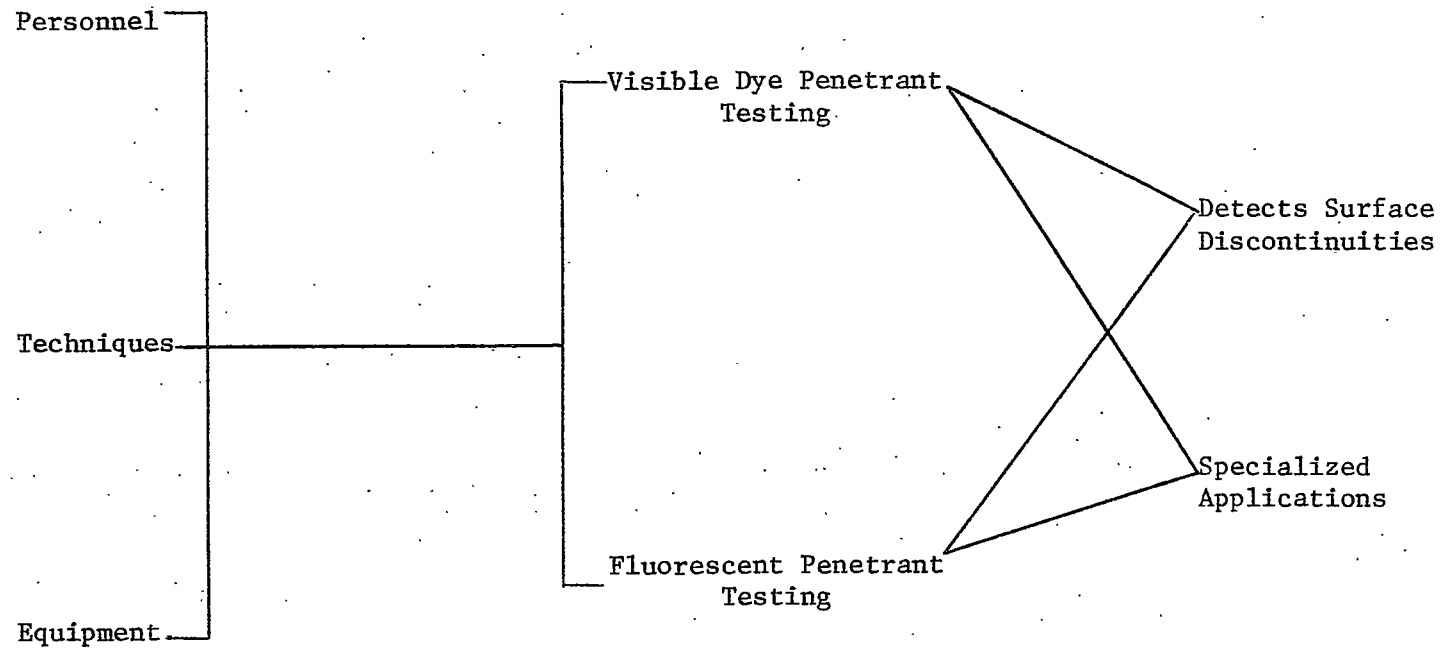 Personnel
Visible Dye Penetrant
Testing
Detects Surface
Discontinuities
Techniques
Specialized
Applications
Fluorescent Penetrant
Testing
Equipment